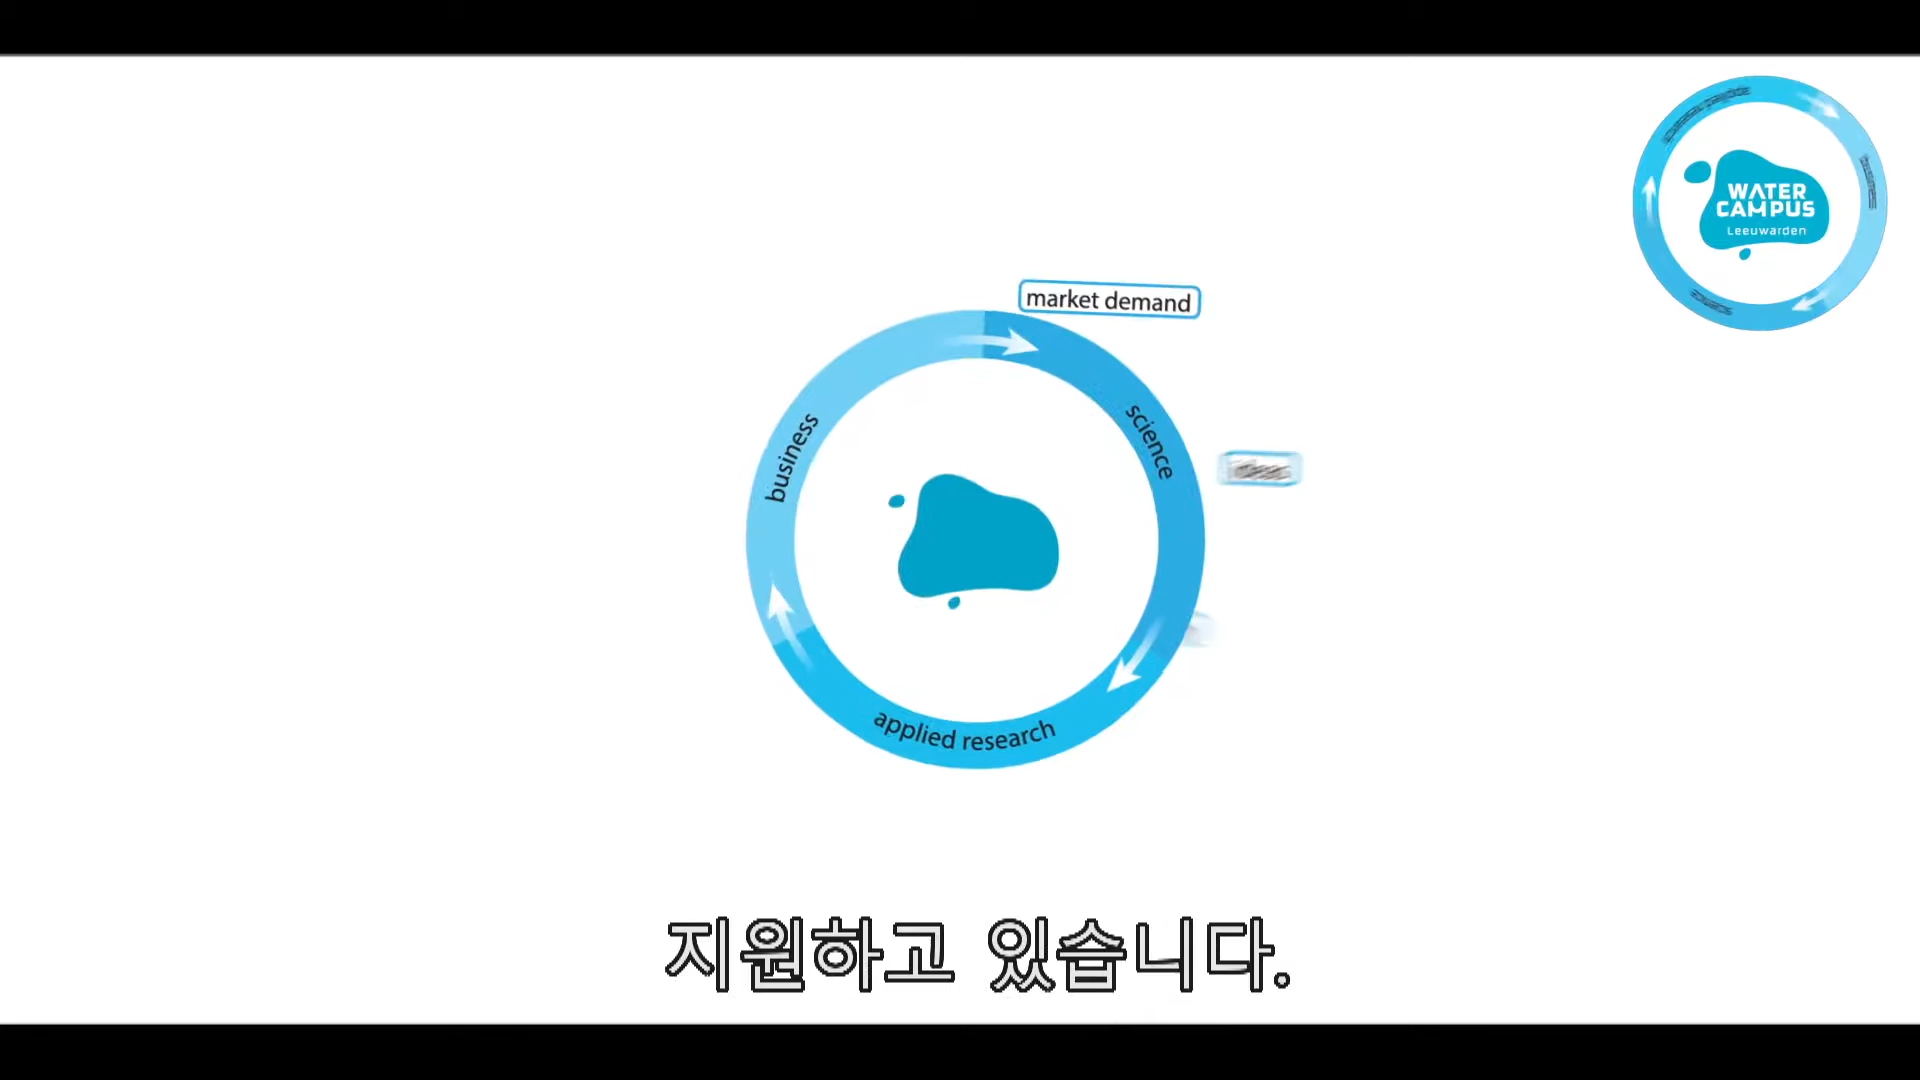 WATER
CAMPUS
Leeuwarden
market demand
science
business
applied research
지원하고 있습니다.